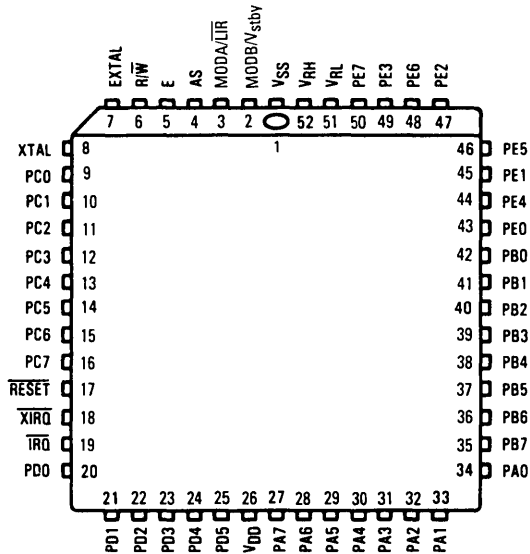 EXTAL R/W̅ E AS MODA/L̅I̅R̅ MODB/Vstby VSS VRH VRL PE7 PE3 PE6 PE2
7 6 5 4 3 2 52 51 50 49 48 47
1
XTAL 8 46 PE5
PC0 9 45 PE1
PC1 10 44 PE4
PC2 11 43 PE0
PC3 12 42 PB0
PC4 13 41 PB1
PC5 14 40 PB2
PC6 15 39 PB3
PC7 16 38 PB4
R̅E̅S̅E̅T̅ 17 37 PB5
X̅I̅R̅Q̅ 18 36 PB6
I̅R̅Q̅ 19 35 PB7
PD0 20 34 PA0
21 22 23 24 25 26 27 28 29 30 31 32 33
PD1 PD2 PD3 PD4 PD5 VDD PA7 PA6 PA5 PA4 PA3 PA2 PA1